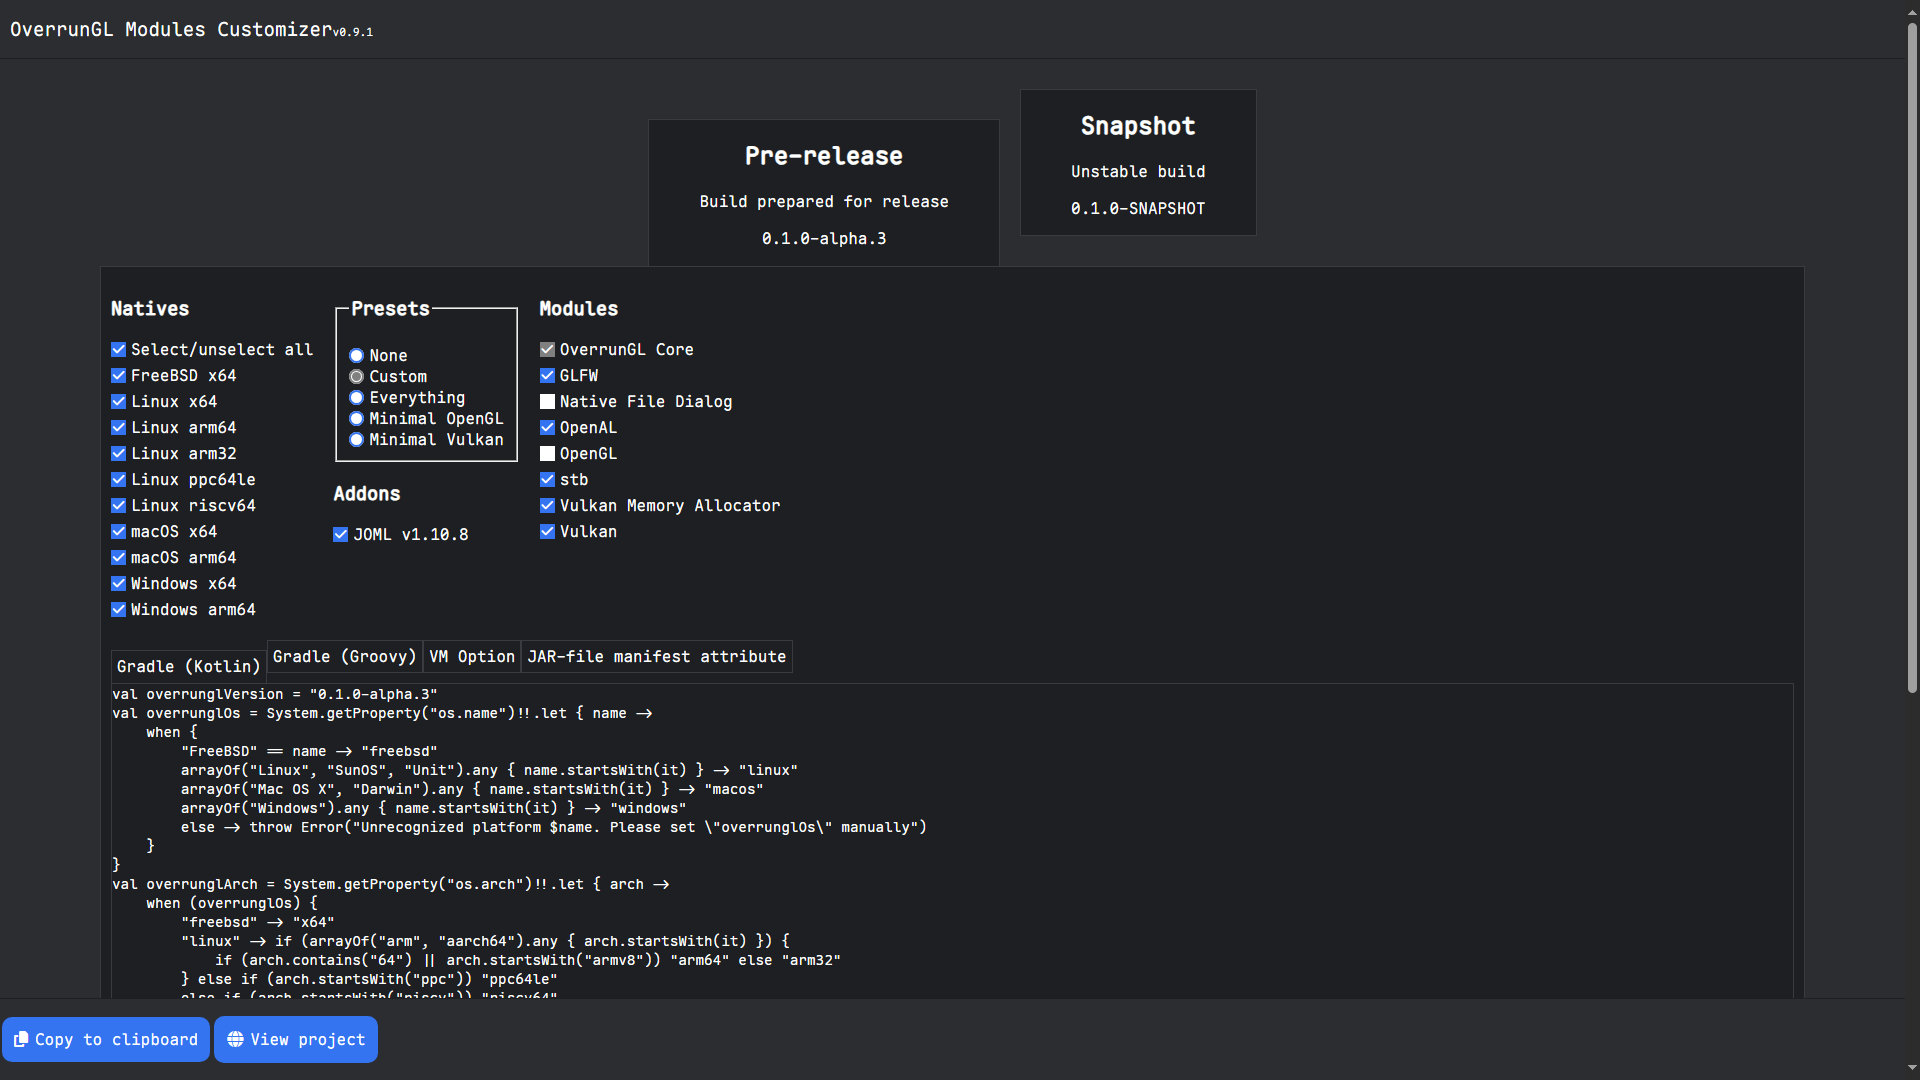 OverrunGL Modules Customizerv0.9.1
Pre-release
Build prepared for release
0.1.0-alpha.3
Snapshot
Unstable build
0.1.0-SNAPSHOT
Natives
Select/unselect all
FreeBSD x64
Linux x64
Linux arm64
Linux arm32
Linux ppc64le
Linux riscv64
macOS x64
macOS arm64
Windows x64
Windows arm64
Presets
None
Custom
Everything
Minimal OpenGL
Minimal Vulkan
Addons
JOML v1.10.8
Modules
OverrunGL Core
GLFW
Native File Dialog
OpenAL
OpenGL
stb
Vulkan Memory Allocator
Vulkan
Gradle (Kotlin)
Gradle (Groovy)
VM Option
JAR-file manifest attribute
val overrunglVersion = "0.1.0-alpha.3"
val overrunglOs = System.getProperty("os.name")!!.let { name ->
    when {
        "FreeBSD" == name -> "freebsd"
        arrayOf("Linux", "SunOS", "Unit").any { name.startsWith(it) } -> "linux"
        arrayOf("Mac OS X", "Darwin").any { name.startsWith(it) } -> "macos"
        arrayOf("Windows").any { name.startsWith(it) } -> "windows"
        else -> throw Error("Unrecognized platform $name. Please set \"overrunglOs\" manually")
    }
}
val overrunglArch = System.getProperty("os.arch")!!.let { arch ->
    when (overrunglOs) {
        "freebsd" -> "x64"
        "linux" -> if (arrayOf("arm", "aarch64").any { arch.startsWith(it) }) {
            if (arch.contains("64") || arch.startsWith("armv8")) "arm64" else "arm32"
        } else if (arch.startsWith("ppc")) "ppc64le"
        else if (arch.startsWith("riscv")) "riscv64"
Copy to clipboard
View project